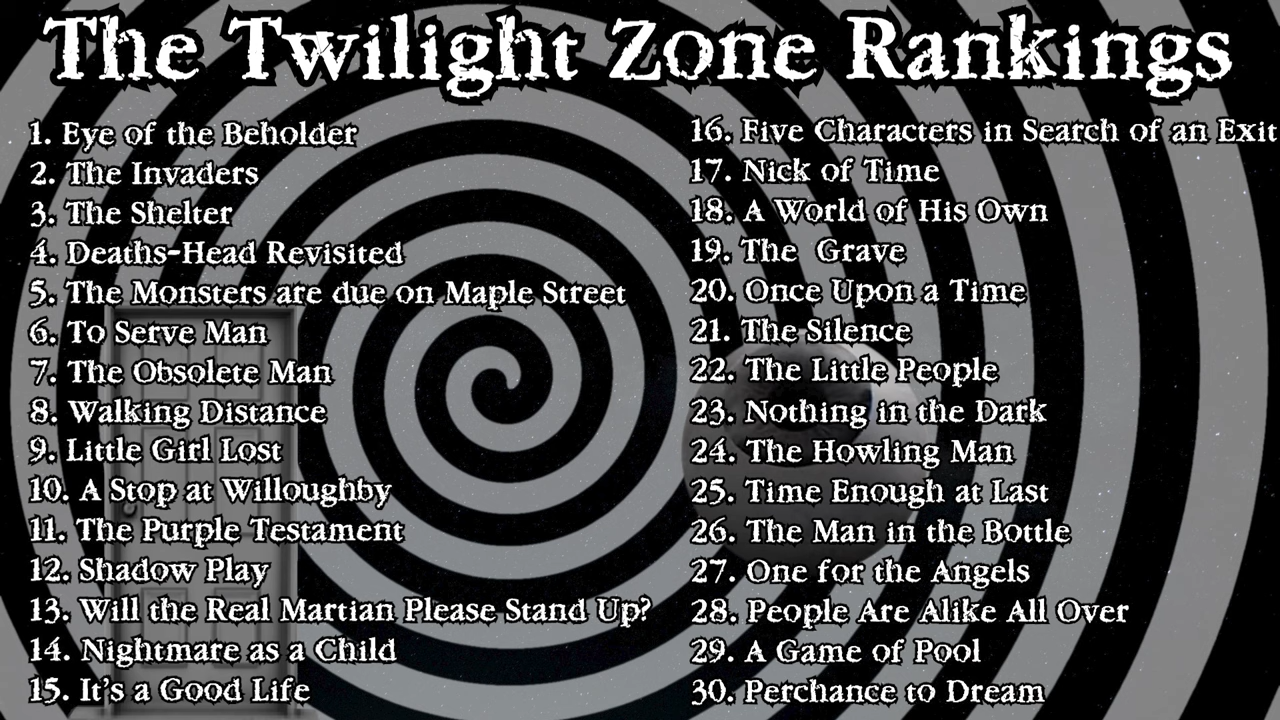 The Twilight Zone Rankings
1. Eye of the Beholder
2. The Invaders
3. The Shelter
4. Deaths-Head Revisited
5. The Monsters are due on Maple Street
6. To Serve Man
7. The Obsolete Man
8. Walking Distance
9. Little Girl Lost
10. A Stop at Willoughby
11. The Purple Testament
12. Shadow Play
13. Will the Real Martian Please Stand Up?
14. Nightmare as a Child
15. It's a Good Life
16. Five Characters in Search of an Exit
17. Nick of Time
18. A World of His Own
19. The  Grave
20. Once Upon a Time
21. The Silence
22. The Little People
23. Nothing in the Dark
24. The Howling Man
25. Time Enough at Last
26. The Man in the Bottle
27. One for the Angels
28. People Are Alike All Over
29. A Game of Pool
30. Perchance to Dream